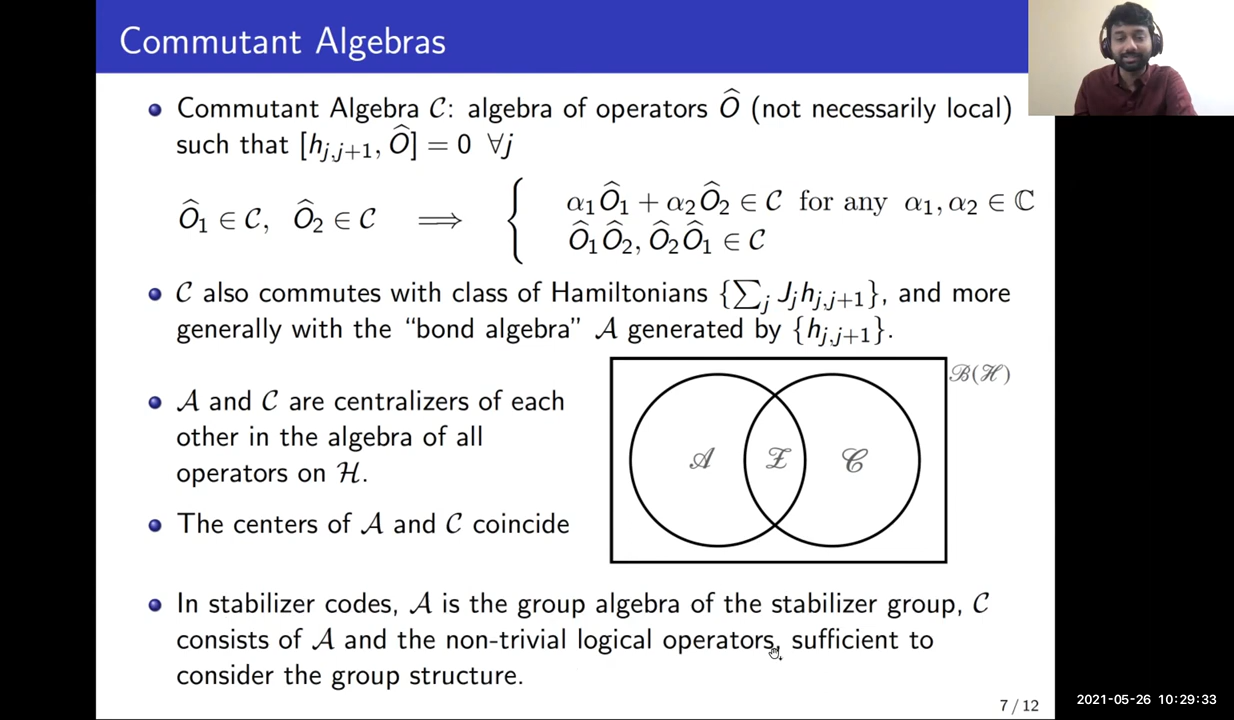 Commutant Algebras
Commutant Algebra 𝒞: algebra of operators Ô (not necessarily local)
such that [h_{j,j+1}, Ô] = 0 ∀j
Ô₁ ∈ 𝒞, Ô₂ ∈ 𝒞 ⟹ {
α₁Ô₁ + α₂Ô₂ ∈ 𝒞 for any α₁, α₂ ∈ ℂ
Ô₁Ô₂, Ô₂Ô₁ ∈ 𝒞
𝒞 also commutes with class of Hamiltonians {∑_j J_j h_{j,j+1}}, and more
generally with the “bond algebra” 𝒜 generated by {h_{j,j+1}}.
𝒜 and 𝒞 are centralizers of each
other in the algebra of all
operators on ℋ.
The centers of 𝒜 and 𝒞 coincide
ℬ(ℋ)
𝒜 𝒵 𝒞
In stabilizer codes, 𝒜 is the group algebra of the stabilizer group, 𝒞
consists of 𝒜 and the non-trivial logical operators, sufficient to
consider the group structure.
7 / 12
2021-05-26 10:29:33